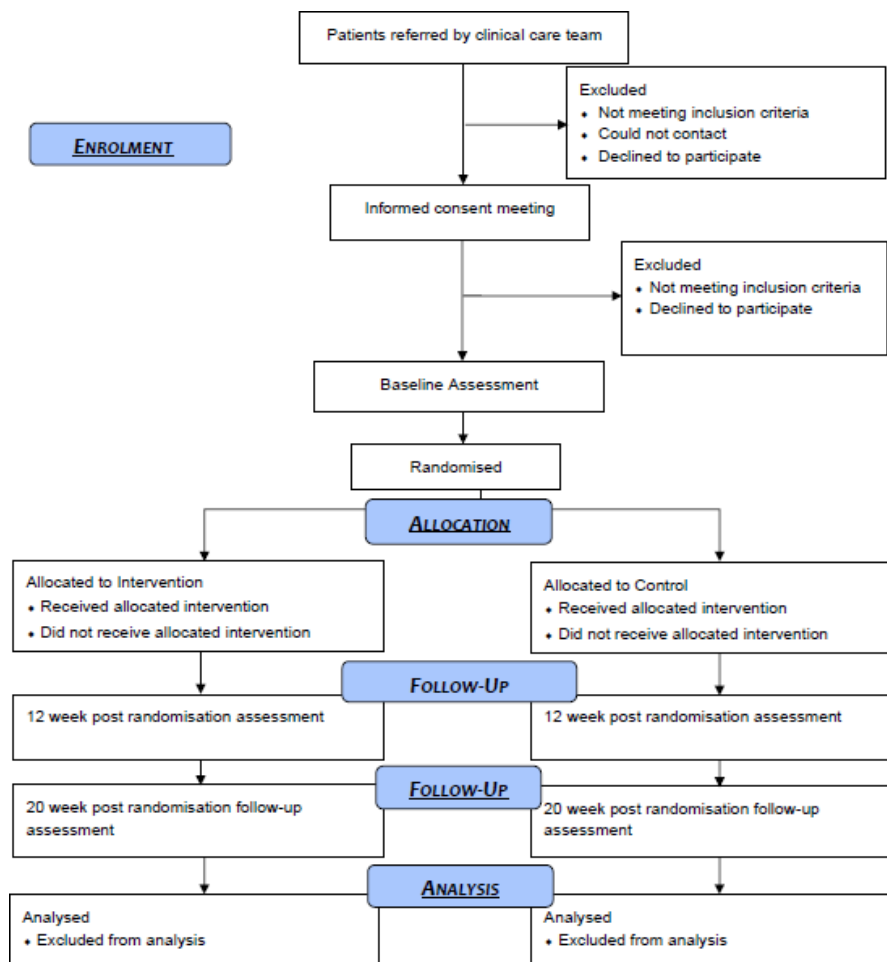 Patients referred by clinical care team
Excluded
• Not meeting inclusion criteria
• Could not contact
• Declined to participate
ENROLMENT
Informed consent meeting
Excluded
• Not meeting inclusion criteria
• Declined to participate
Baseline Assessment
Randomised
ALLOCATION
Allocated to Intervention
• Received allocated intervention
• Did not receive allocated intervention
Allocated to Control
• Received allocated intervention
• Did not receive allocated intervention
FOLLOW-UP
12 week post randomisation assessment
12 week post randomisation assessment
FOLLOW-UP
20 week post randomisation follow-up
assessment
20 week post randomisation follow-up
assessment
ANALYSIS
Analysed
• Excluded from analysis
Analysed
• Excluded from analysis